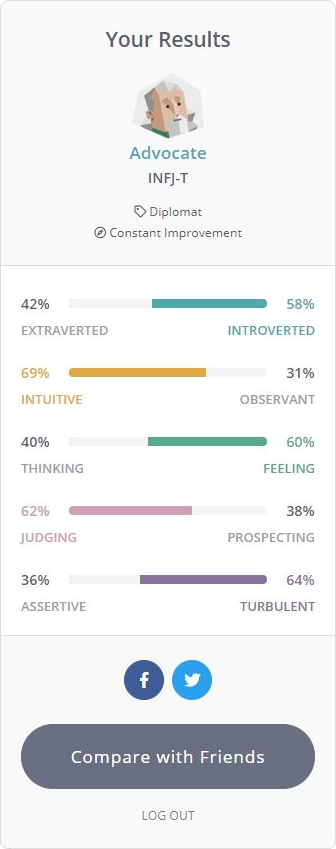 Your Results
Advocate
INFJ-T
Diplomat
Constant Improvement
42% 58%
EXTRAVERTED INTROVERTED
69% 31%
INTUITIVE OBSERVANT
40% 60%
THINKING FEELING
62% 38%
JUDGING PROSPECTING
36% 64%
ASSERTIVE TURBULENT
Compare with Friends
LOG OUT